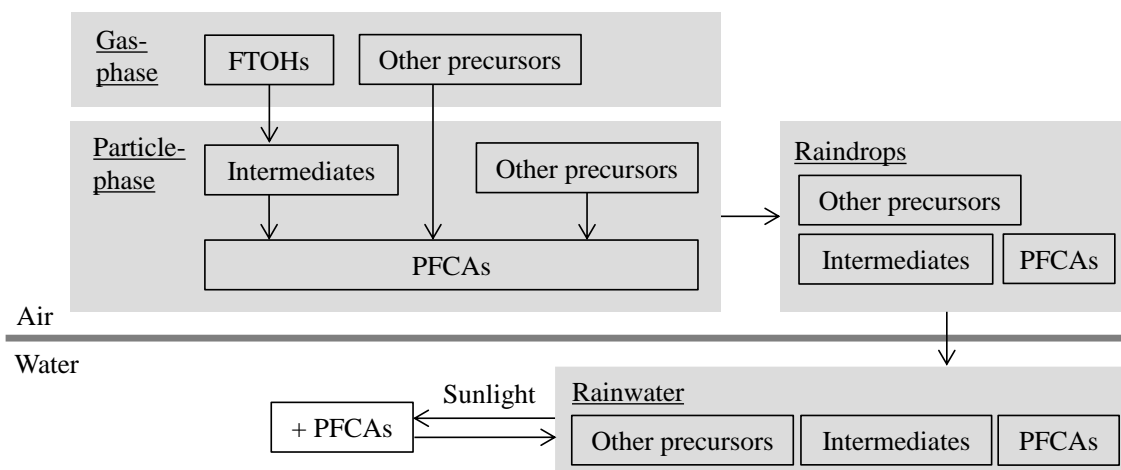 Gas-
phase
FTOHs
Other precursors
Particle-
phase
Intermediates
Other precursors
PFCAs
Raindrops
Other precursors
Intermediates
PFCAs
Air
Water
Sunlight
+ PFCAs
Rainwater
Other precursors
Intermediates
PFCAs